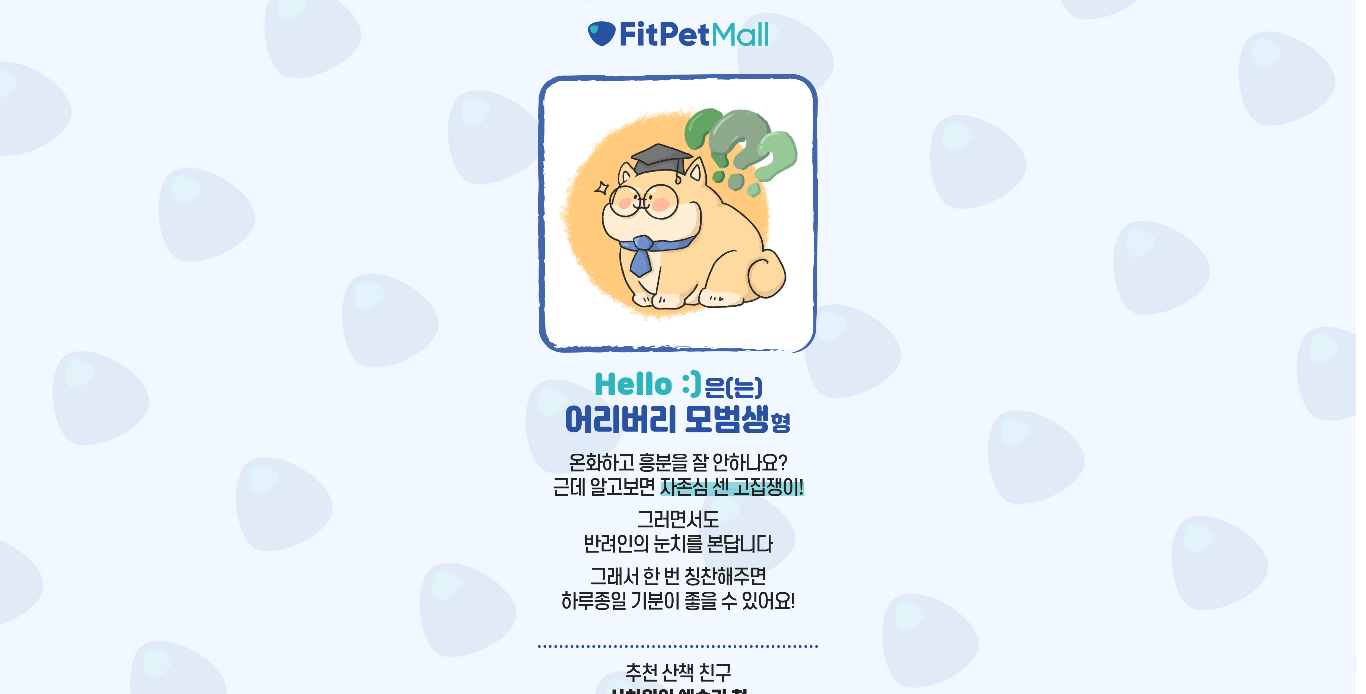 FitPetMall
Hello :)은(는)
어리버리 모범생형
온화하고 흥분을 잘 안하나요?
근데 알고보면 자존심 센 고집쟁이!
그러면서도
반려인의 눈치를 본답니다
그래서 한 번 칭찬해주면
하루종일 기분이 좋을 수 있어요!
추천 산책 친구